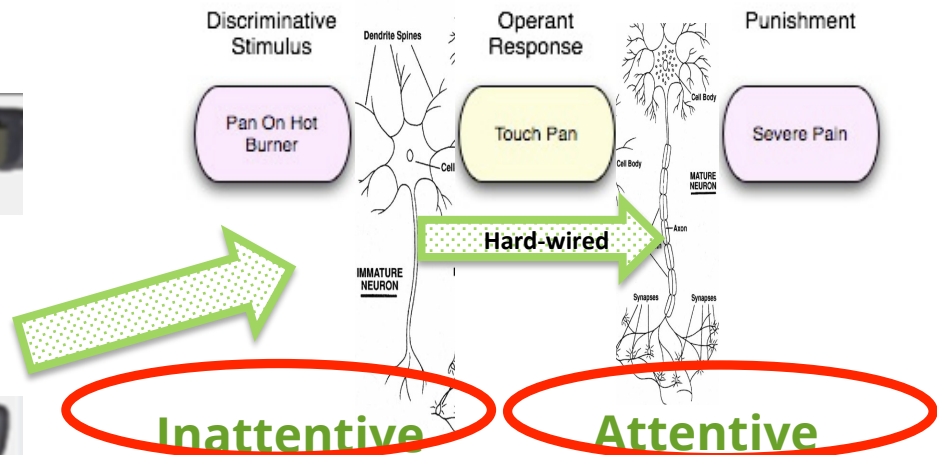 Discriminative
Stimulus
Dendrite Spines
Operant
Response
Punishment
Pan On Hot
Burner
Cell
Touch Pan
Cell Body
Severe Pain
Cell Body
MATURE
NEURON
Hard-wired
Axon
IMMATURE
NEURON
Synapses
Synapses
Inattentive
Attentive